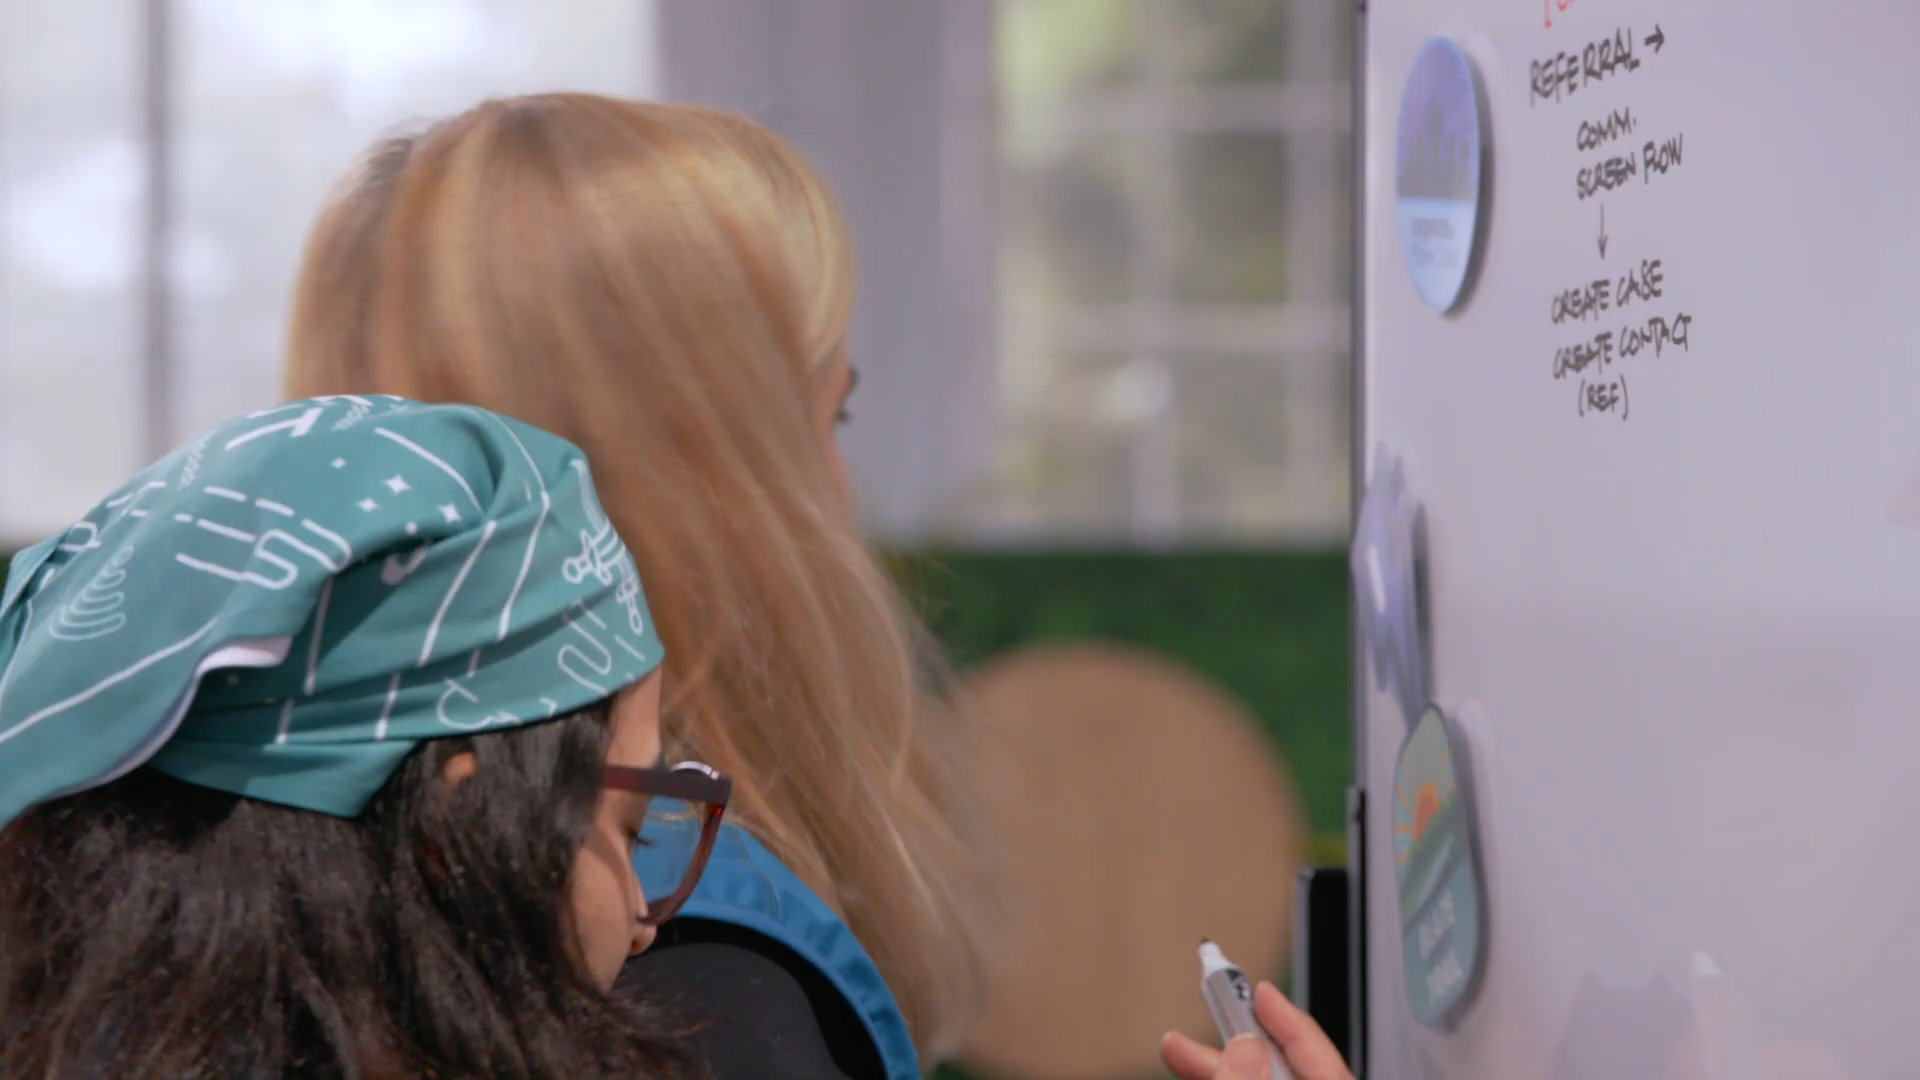 REFERRAL →
COMM.
SCREEN FLOW
↓
CREATE CASE
CREATE CONTACT
(REF)